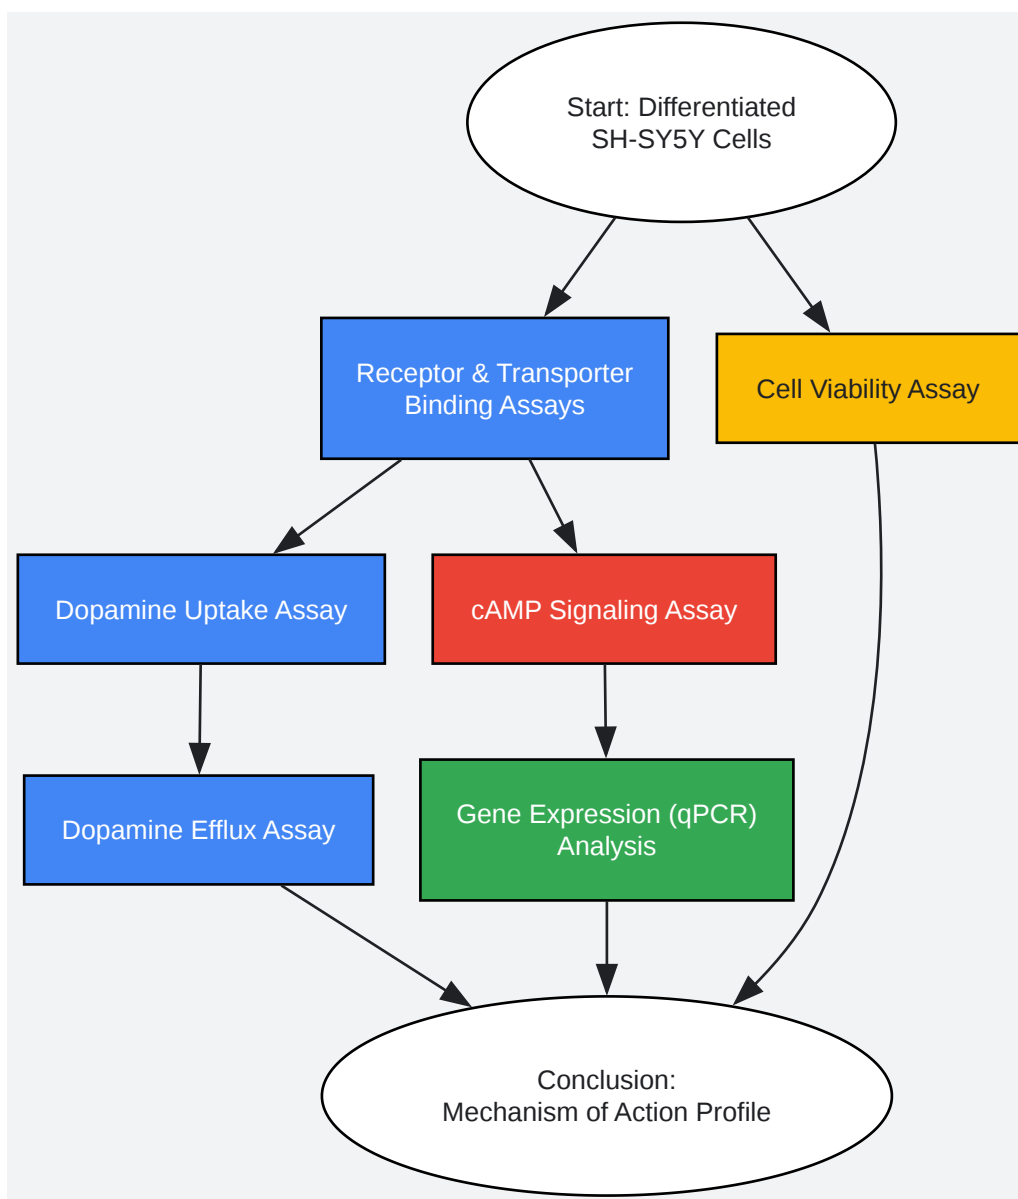 Start: Differentiated
SH-SY5Y Cells
Receptor & Transporter
Binding Assays
Cell Viability Assay
Dopamine Uptake Assay
cAMP Signaling Assay
Dopamine Efflux Assay
Gene Expression (qPCR)
Analysis
Conclusion:
Mechanism of Action Profile